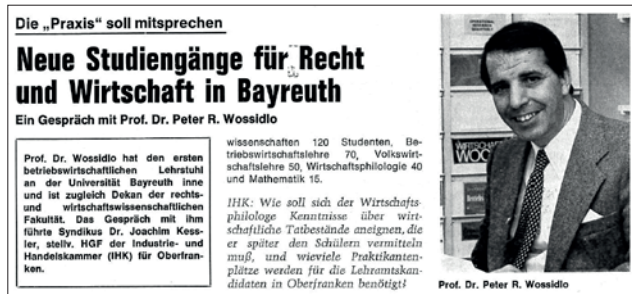 Die „Praxis" soll mitsprechen
Neue Studiengänge für Recht
und Wirtschaft in Bayreuth
Ein Gespräch mit Prof. Dr. Peter R. Wossidlo
Prof. Dr. Wossidlo hat den ersten
betriebswirtschaftlichen Lehrstuhl
an der Universität Bayreuth inne
und ist zugleich Dekan der rechts-
und wirtschaftswissenschaftlichen
Fakultät. Das Gespräch mit ihm
führte Syndikus Dr. Joachim Kess-
ler, stellv. HGF der Industrie- und
Handelskammer (IHK) für Oberfran-
ken.
wissenschaften 120 Studenten, Be-
triebswirtschaftslehre 70, Volkswirt-
schaftslehre 50, Wirtschaftsphilologie 40
und Mathematik 15.
IHK: Wie soll sich der Wirtschafts-
philologe Kenntnisse über wirt-
schaftliche Tatbestände aneignen, die
er später den Schülern vermitteln
muß, und wieviele Praktikanten-
plätze werden für die Lehramtskan-
didaten in Oberfranken benötigt?
WIRTSCHAFTS
WOC
Prof. Dr. Peter R. Wossidlo